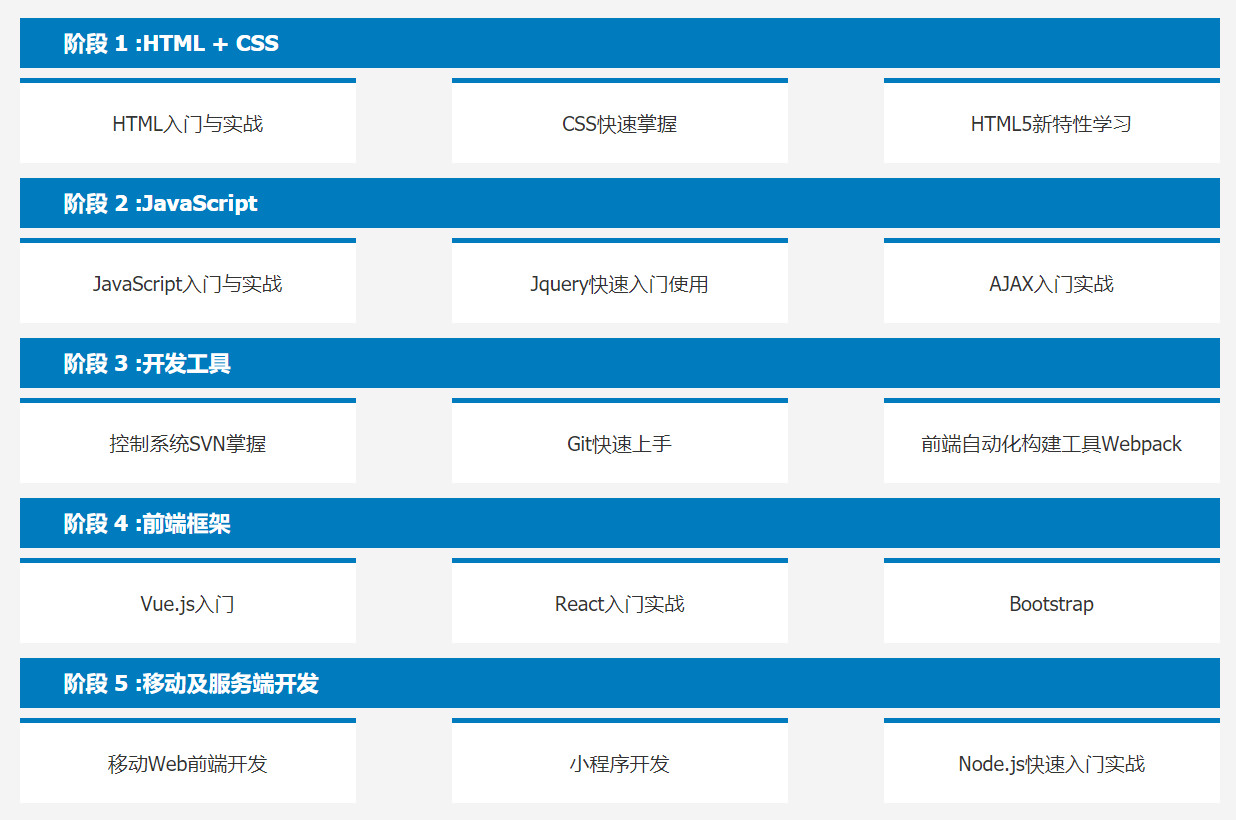 阶段 1 :HTML + CSS
HTML入门与实战
CSS快速掌握
HTML5新特性学习
阶段 2 :JavaScript
JavaScript入门与实战
Jquery快速入门使用
AJAX入门实战
阶段 3 :开发工具
控制系统SVN掌握
Git快速上手
前端自动化构建工具Webpack
阶段 4 :前端框架
Vue.js入门
React入门实战
Bootstrap
阶段 5 :移动及服务端开发
移动Web前端开发
小程序开发
Node.js快速入门实战